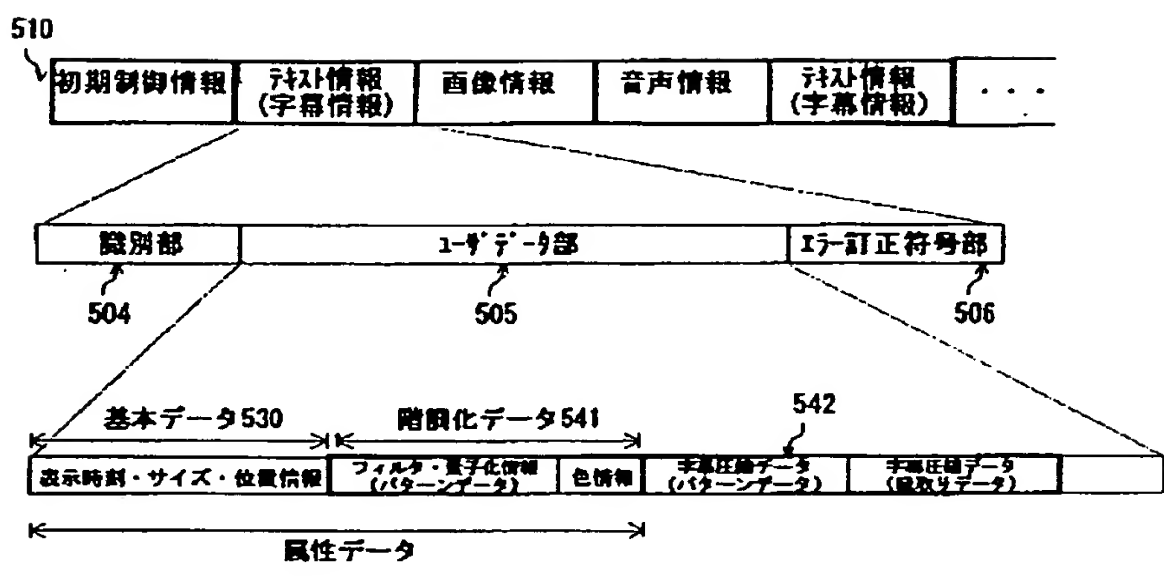 510
初期制御情報
テキスト情報
(字幕情報)
画像情報
音声情報
テキスト情報
(字幕情報)
・・・
識別部
ユーザデータ部
エラー訂正符号部
504
505
506
基本データ530
階調化データ541
542
表示時刻・サイズ・位置情報
フィルタ・量子化情報
(パターンデータ)
色情報
字幕圧縮データ
(パターンデータ)
字幕圧縮データ
(縁取りデータ)
属性データ